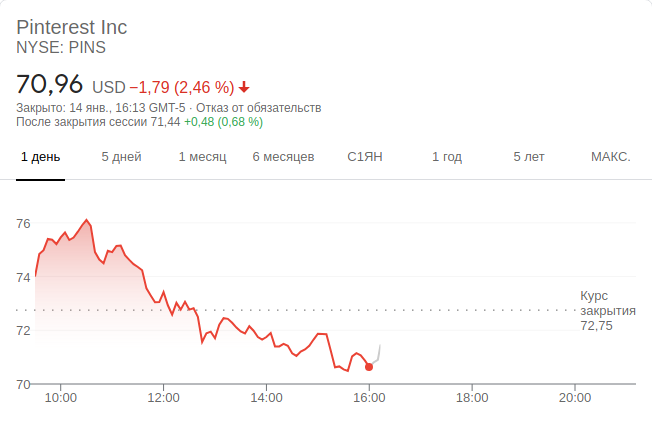 Pinterest Inc
NYSE: PINS
70,96 USD −1,79 (2,46 %)
Закрыто: 14 янв., 16:13 GMT-5 · Отказ от обязательств
После закрытия сессии 71,44 +0,48 (0,68 %)
1 день 5 дней 1 месяц 6 месяцев С1ЯН 1 год 5 лет МАКС.
76
74
Курс
закрытия
72,75
72
70
10:00 12:00 14:00 16:00 18:00 20:00